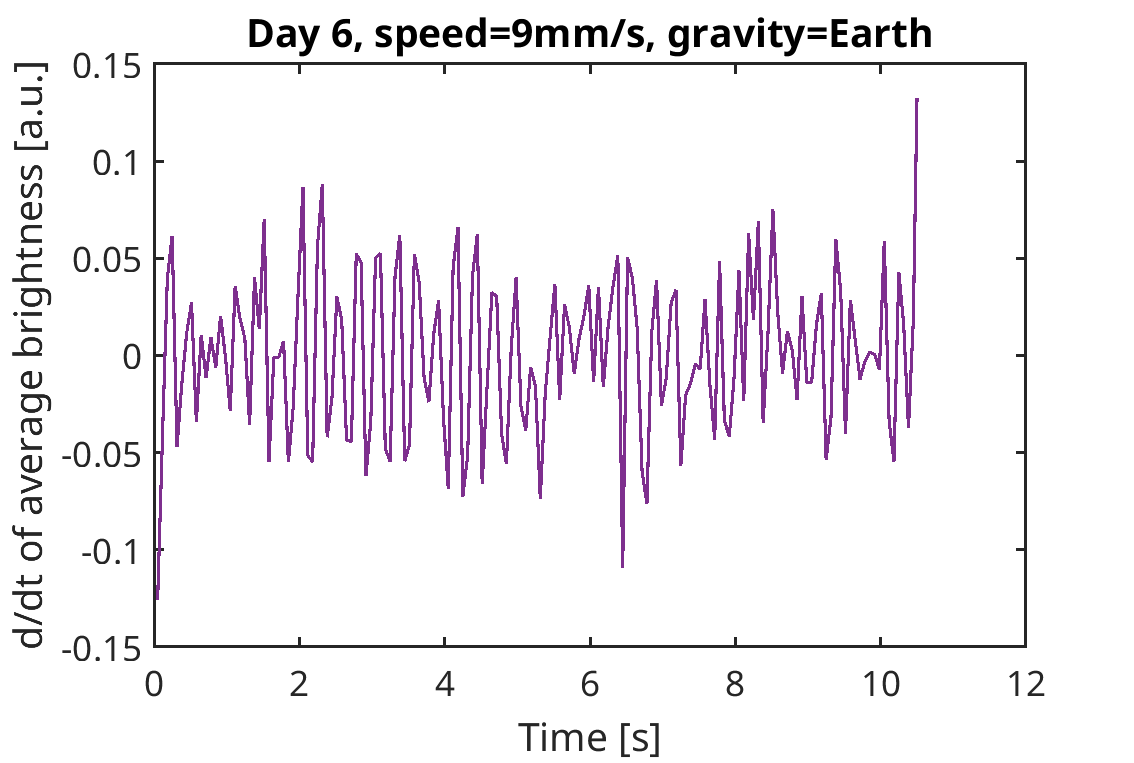 Day 6, speed=9mm/s, gravity=Earth
d/dt of average brightness [a.u.]
0.15
0.1
0.05
0
-0.05
-0.1
-0.15
0 2 4 6 8 10 12
Time [s]